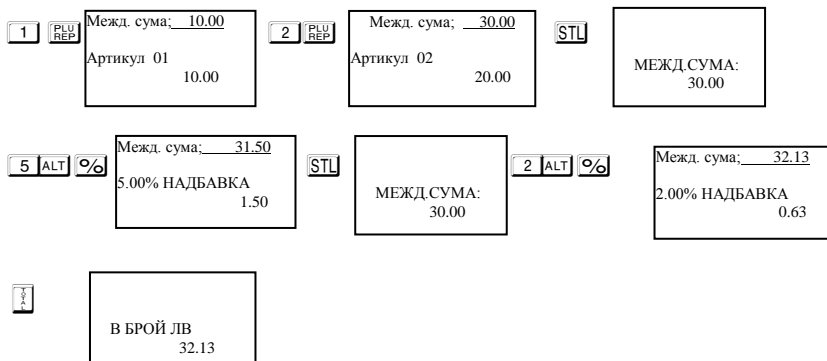 1 PLU REP
Межд. сума; 10.00
Артикул 01
10.00
2 PLU REP
Межд. сума; 30.00
Артикул 02
20.00
STL
МЕЖД.СУМА:
30.00
5 ALT %
Межд. сума; 31.50
5.00% НАДБАВКА
1.50
STL
МЕЖД.СУМА:
30.00
2 ALT %
Межд. сума; 32.13
2.00% НАДБАВКА
0.63
TOTAL
В БРОЙ ЛВ
32.13